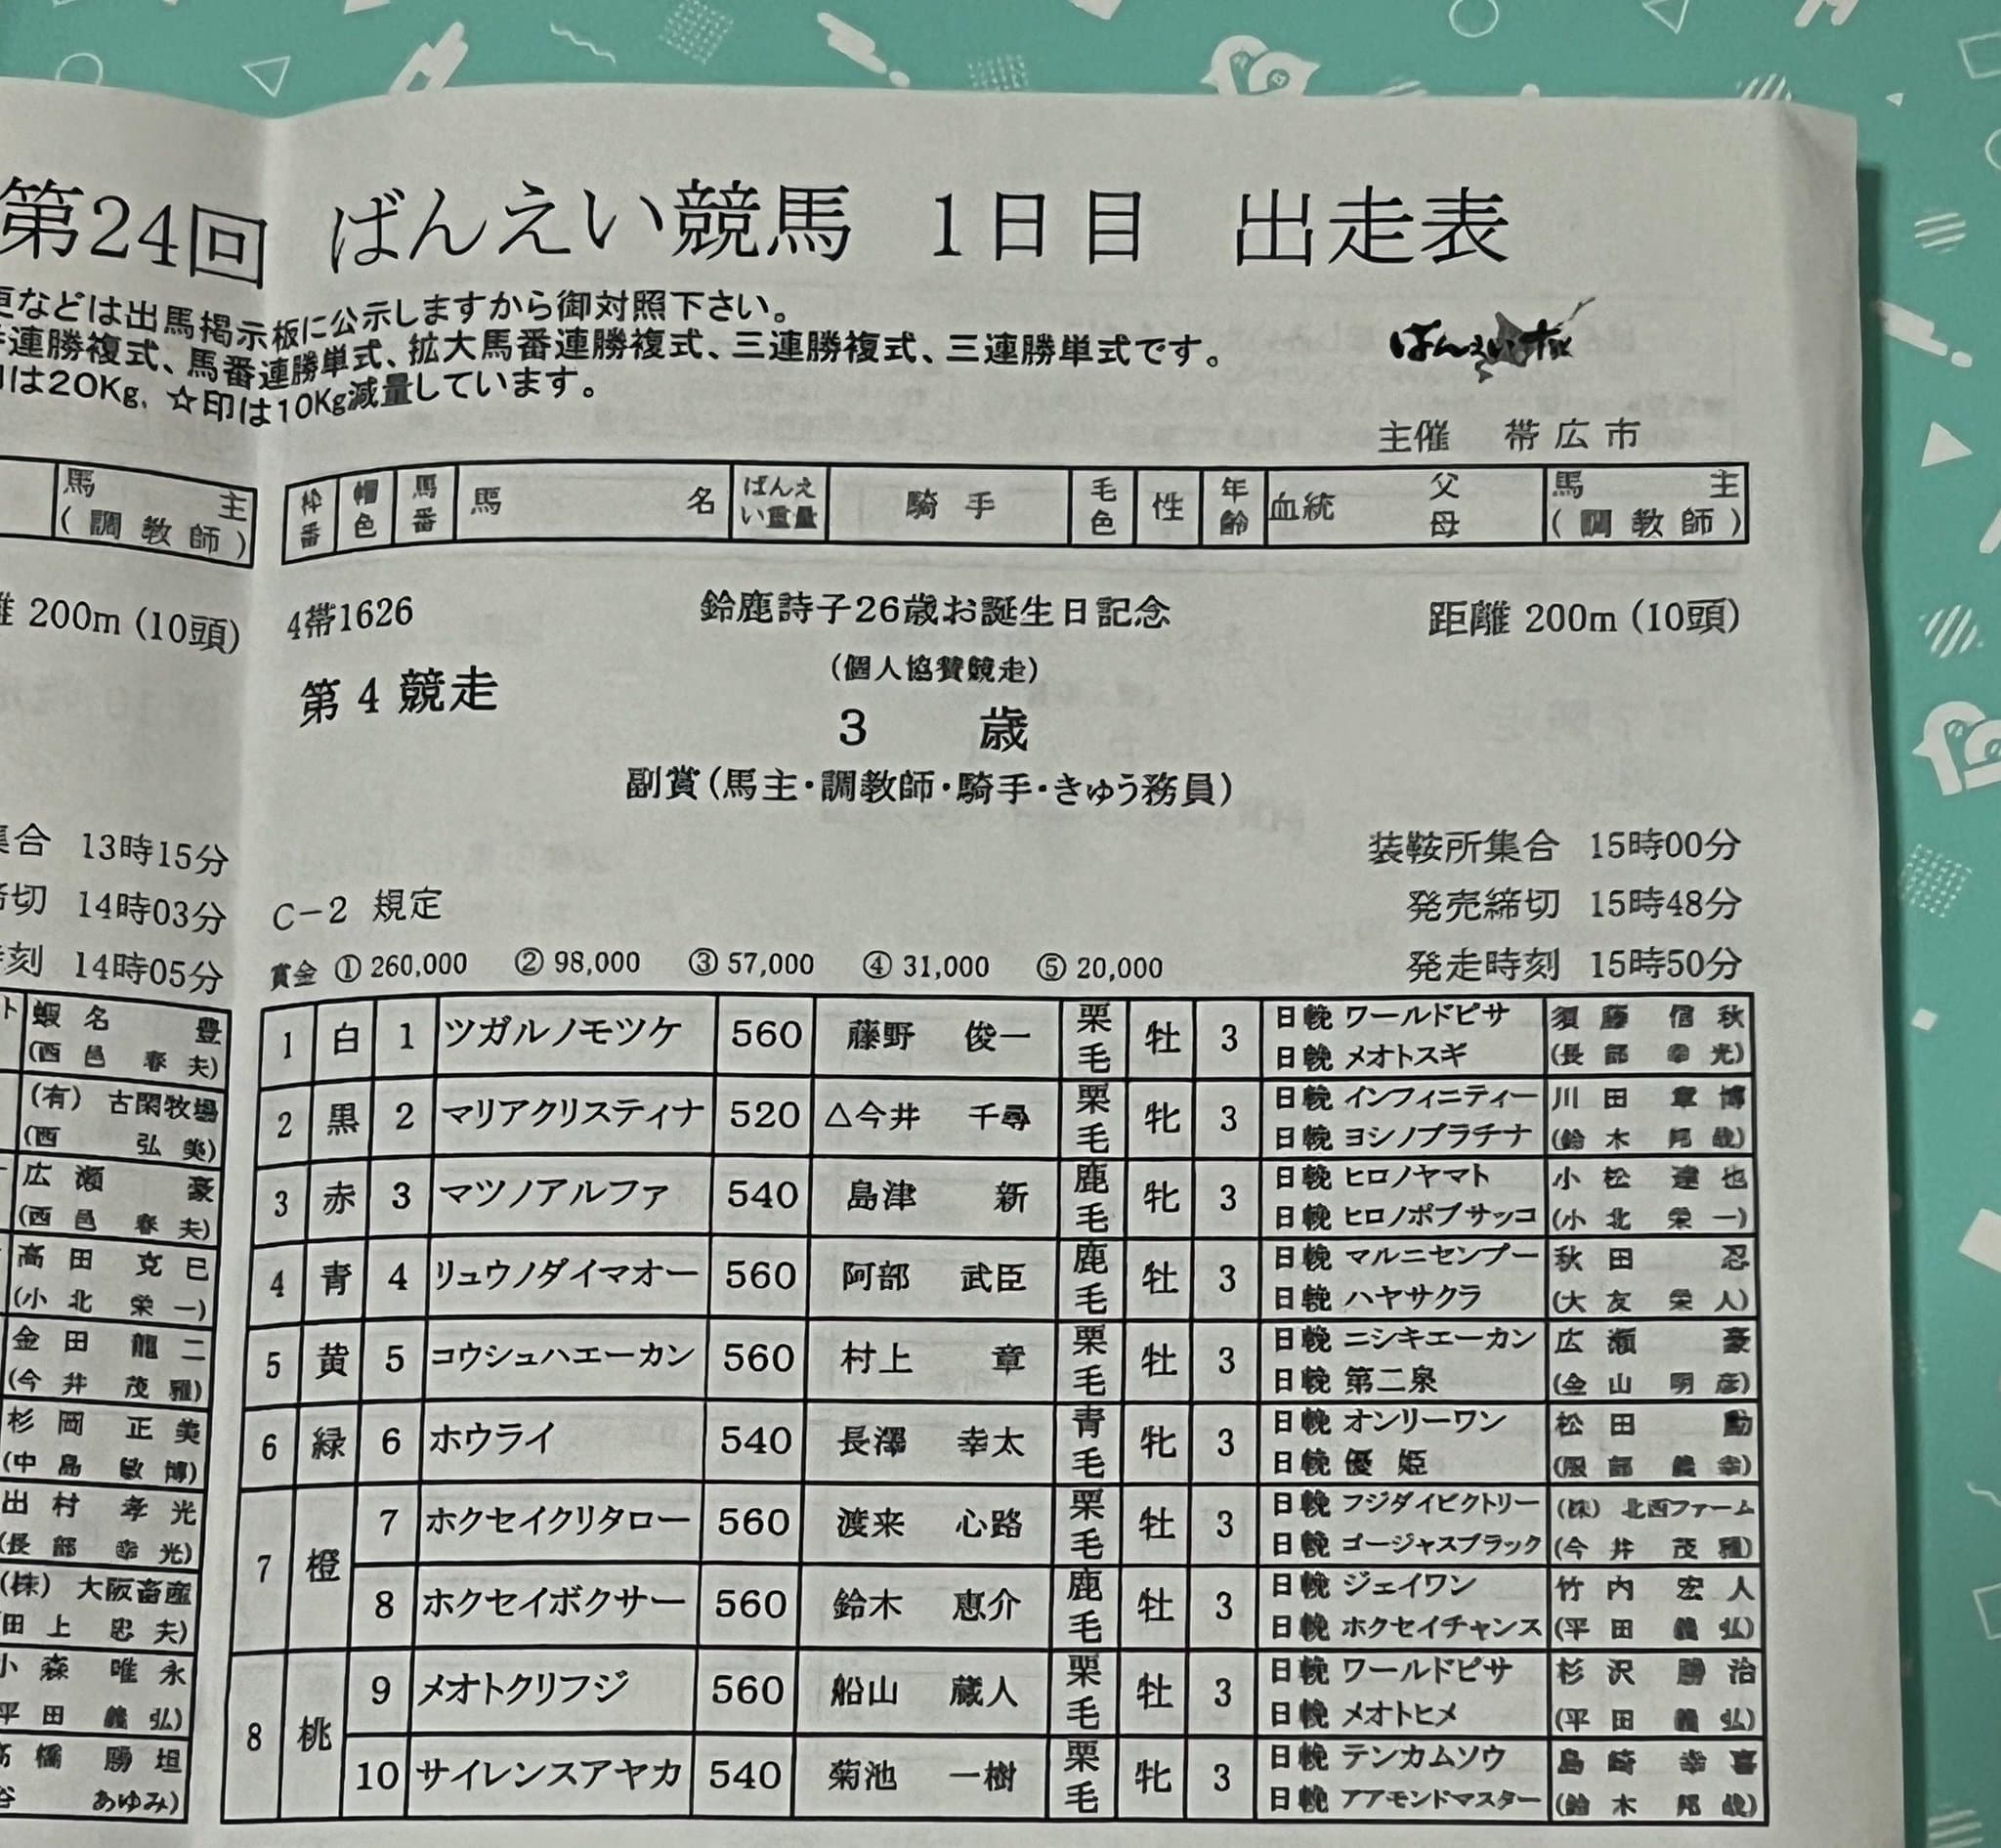 第24回 ばんえい競馬 1日目 出走表
などは出馬掲示板に公示しますから御対照下さい。
連勝複式、馬番連勝単式、拡大馬番連勝複式、三連勝複式、三連勝単式です。
印は20Kg, ☆印は10Kg減量しています。
ばんえい十勝
主催 帯広市
馬主
(調教師)
枠番 帽色 馬番 馬名 ばんえい重量 騎手 毛色 性 年齢 血統 父母 馬主(調教師)
200m (10頭)
4帯1626 鈴鹿詩子26歳お誕生日記念 距離 200m (10頭)
(個人協賛競走)
第4競走
3歳
副賞(馬主・調教師・騎手・きゅう務員)
集合 13時15分
締切 14時03分
時刻 14時05分
装鞍所集合 15時00分
C-2 規定 発売締切 15時48分
賞金 ①260,000 ②98,000 ③57,000 ④31,000 ⑤20,000 発走時刻 15時50分
蝦名 豊
(西邑 春夫)
(有) 古閑牧場
(西 弘美)
広瀬 豪
(西邑 春夫)
高田 克巳
(小北 栄一)
金田 龍二
(今井 茂雅)
杉岡 正美
(中島 敏博)
出村 孝光
(長部 幸光)
(株) 大阪畜産
田上 忠夫)
小森 唯永
平田 義弘)
高橋 勝坦
谷 あゆみ)
1 白 1 ツガルノモツケ 560 藤野 俊一 栗毛 牡 3 日輓 ワールドピサ 須藤 信秋
日輓 メオトスギ (長部 幸光)
2 黒 2 マリアクリスティナ 520 △今井 千尋 栗毛 牝 3 日輓 インフィニティー 川田 章博
日輓 ヨシノプラチナ (鈴木 邦哉)
3 赤 3 マツノアルファ 540 島津 新 鹿毛 牝 3 日輓 ヒロノヤマト 小松 達也
日輓 ヒロノポプサッコ (小北 栄一)
4 青 4 リュウノダイマオー 560 阿部 武臣 鹿毛 牡 3 日輓 マルニセンプー 秋田 忍
日輓 ハヤサクラ (大友 栄人)
5 黄 5 コウシュハエーカン 560 村上 章 栗毛 牡 3 日輓 ニシキエーカン 広瀬 豪
日輓 第二泉 (金山 明彦)
6 緑 6 ホウライ 540 長澤 幸太 青毛 牝 3 日輓 オンリーワン 松田 勳
日輓 優姫 (服部 義幸)
7 橙 7 ホクセイクリタロー 560 渡来 心路 栗毛 牡 3 日輓 フジダイビクトリー (株) 北西ファーム
日輓 ゴージャスブラック (今井 茂雅)
8 ホクセイボクサー 560 鈴木 恵介 鹿毛 牡 3 日輓 ジェイワン 竹内 宏人
日輓 ホクセイチャンス (平田 義弘)
8 桃 9 メオトクリフジ 560 船山 蔵人 栗毛 牡 3 日輓 ワールドピサ 杉沢 勝治
日輓 メオトヒメ (平田 義弘)
10 サイレンスアヤカ 540 菊池 一樹 栗毛 牝 3 日輓 テンカムソウ 島崎 幸喜
日輓 アアモンドマスター (鈴木 邦哉)